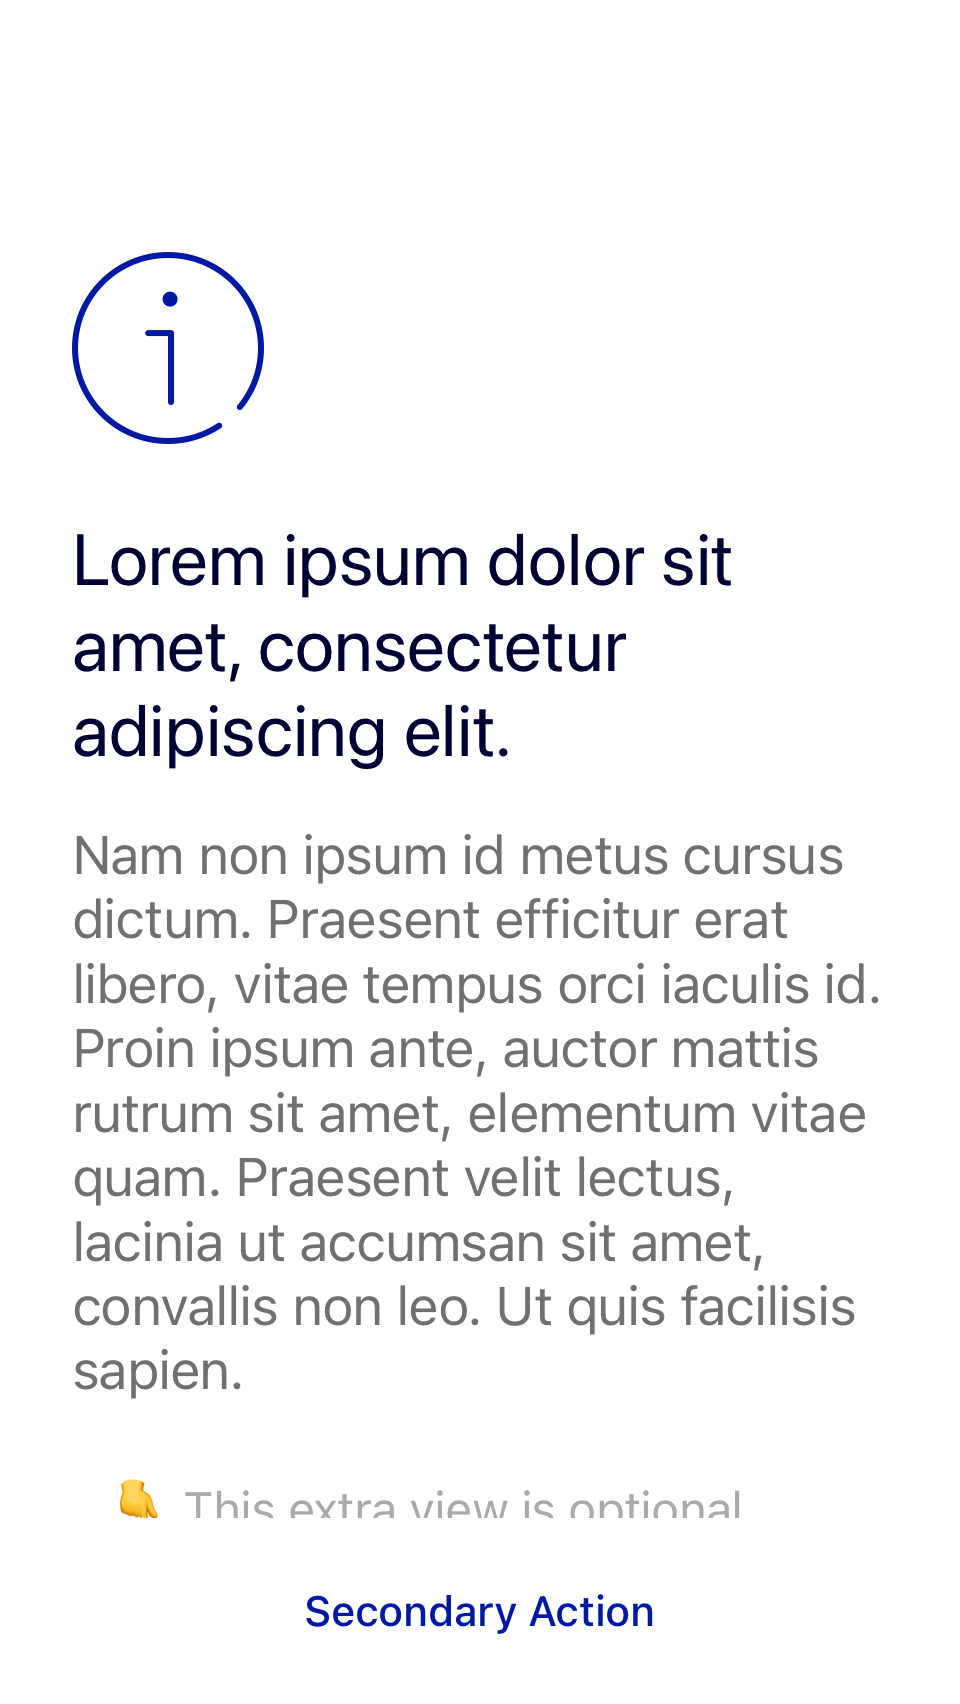 Lorem ipsum dolor sit
amet, consectetur
adipiscing elit.
Nam non ipsum id metus cursus
dictum. Praesent efficitur erat
libero, vitae tempus orci iaculis id.
Proin ipsum ante, auctor mattis
rutrum sit amet, elementum vitae
quam. Praesent velit lectus,
lacinia ut accumsan sit amet,
convallis non leo. Ut quis facilisis
sapien.
👇 This extra view is optional
Secondary Action